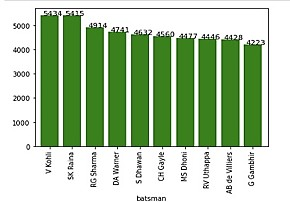 5434 5415 4914 4741 4632 4560 4477 4446 4428 4223
5000
4000
3000
2000
1000
0
V Kohli
SK Raina
RG Sharma
DA Warner
S Dhawan
CH Gayle
MS Dhoni
RV Uthappa
AB de Villiers
G Gambhir
batsman